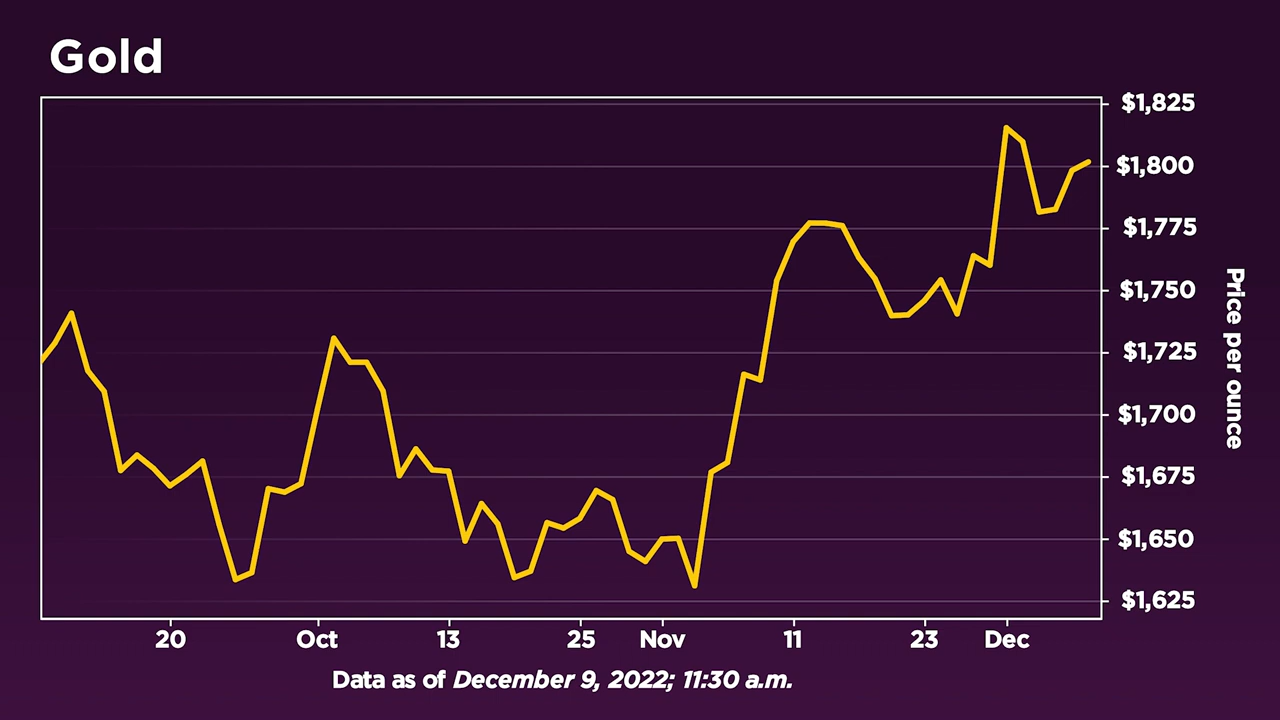 Gold
$1,825
$1,800
$1,775
$1,750
$1,725
$1,700
$1,675
$1,650
$1,625
Price per ounce
20 Oct 13 25 Nov 11 23 Dec
Data as of December 9, 2022; 11:30 a.m.